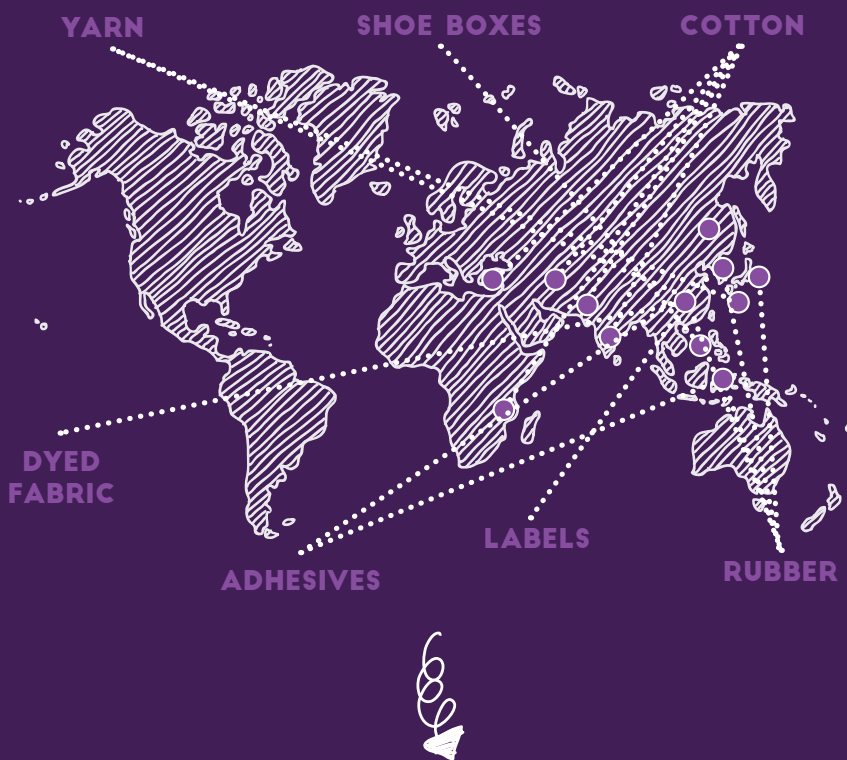 YARN
SHOE BOXES
COTTON
DYED
FABRIC
LABELS
ADHESIVES
RUBBER